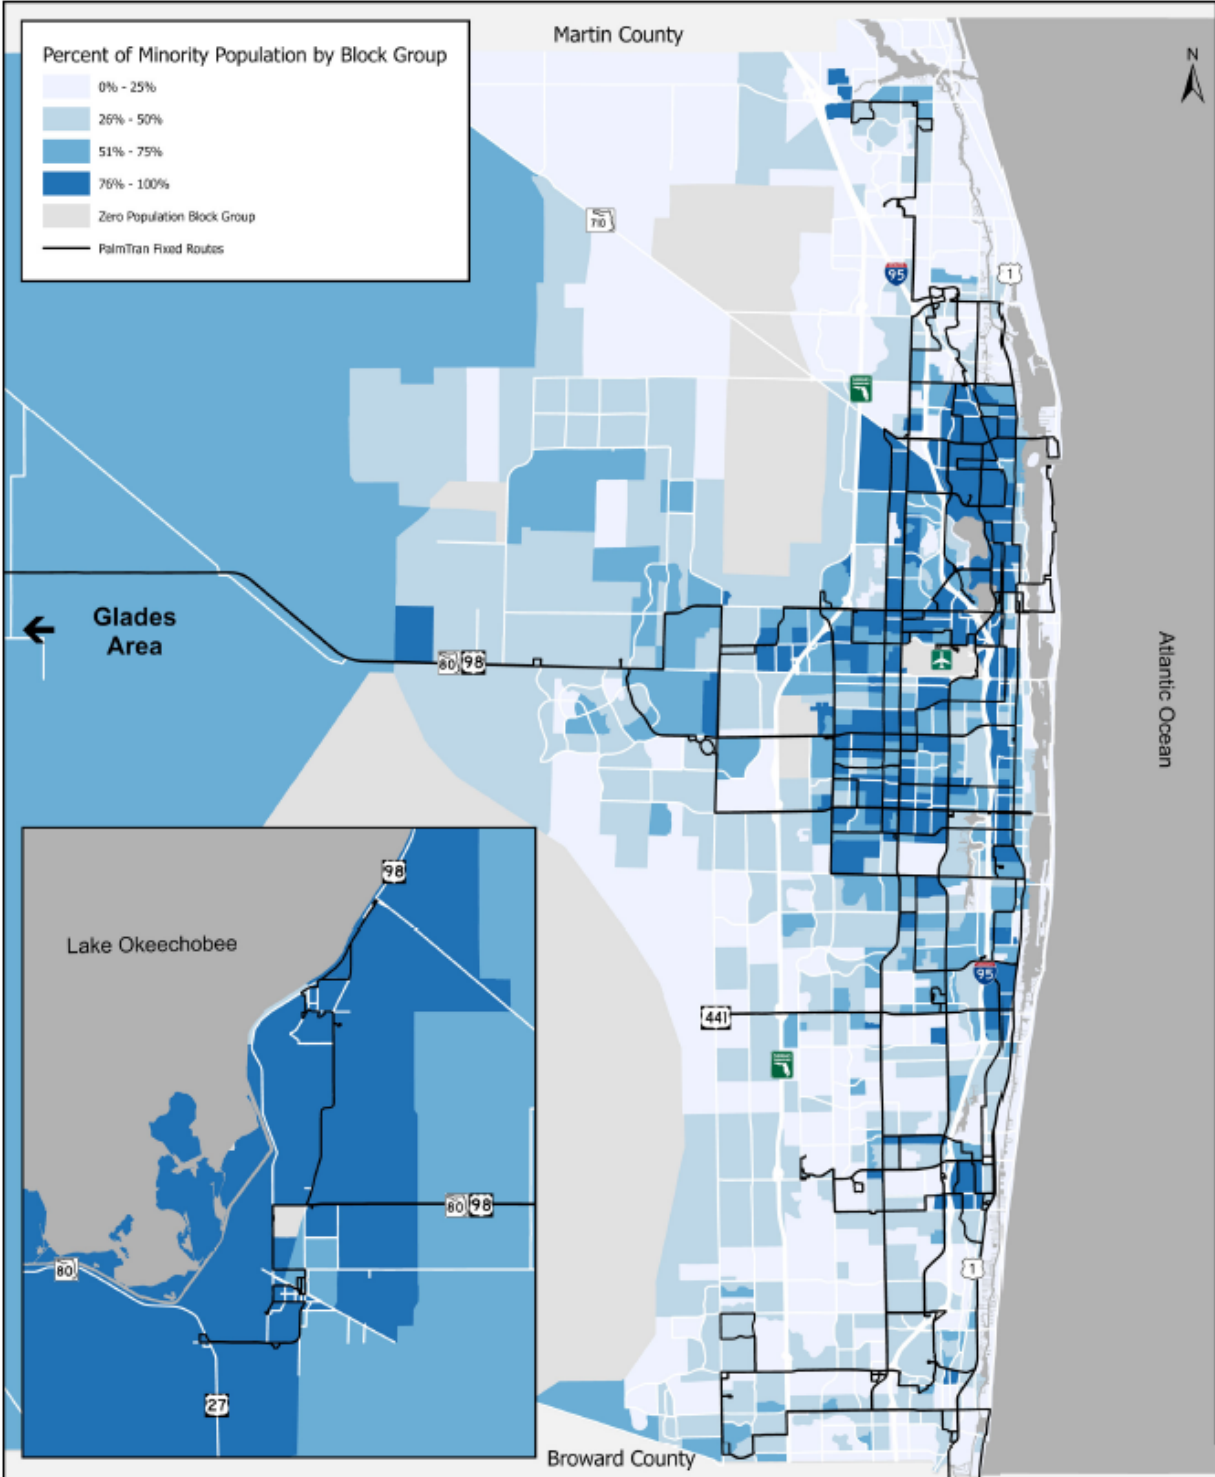 Martin County
Percent of Minority Population by Block Group
0% - 25%
26% - 50%
51% - 75%
76% - 100%
Zero Population Block Group
PalmTran Fixed Routes
N
710
95
1
Glades
Area
80 98
Atlantic Ocean
98
Lake Okeechobee
95
441
80 98
80
1
27
Broward County